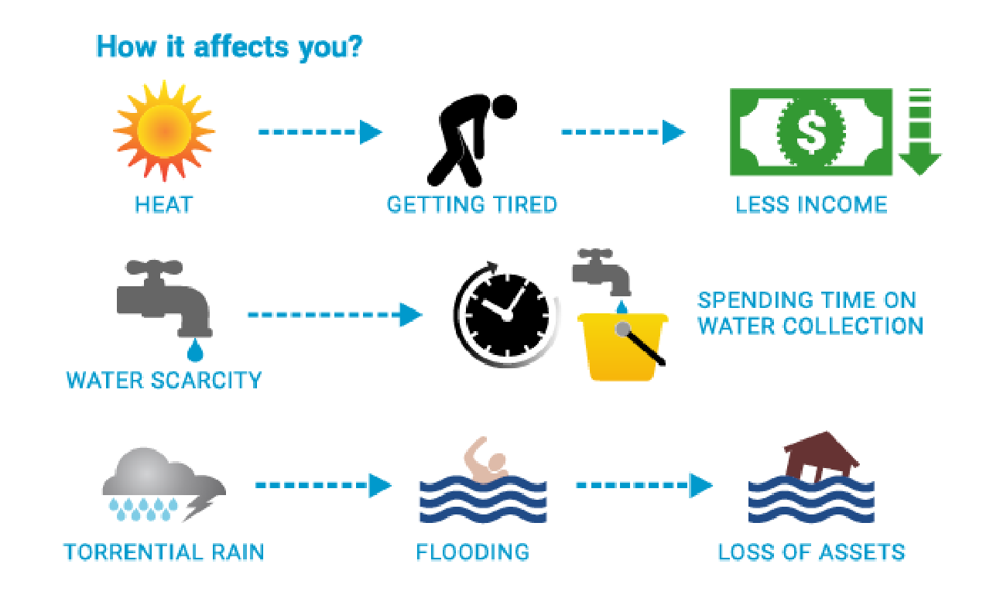 How it affects you?
HEAT
GETTING TIRED
$
LESS INCOME
WATER SCARCITY
SPENDING TIME ON
WATER COLLECTION
TORRENTIAL RAIN
FLOODING
LOSS OF ASSETS